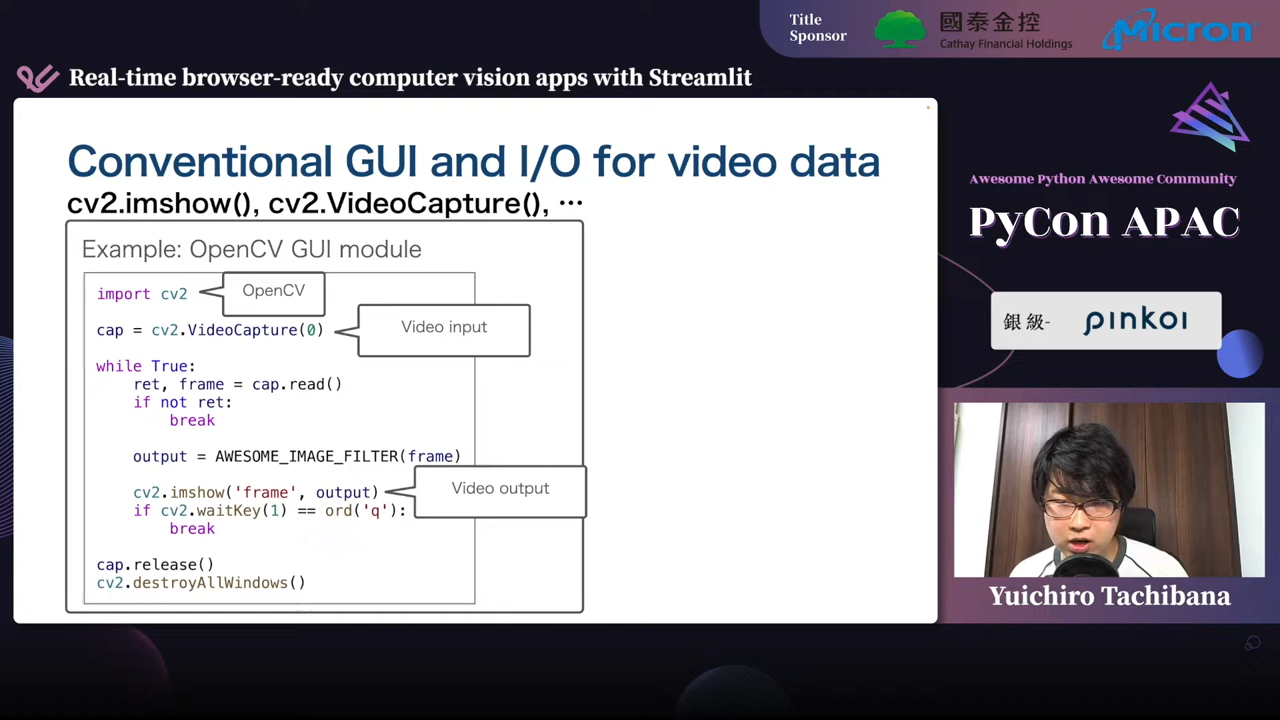 Title
Sponsor
國泰金控
Cathay Financial Holdings
Micron
Real-time browser-ready computer vision apps with Streamlit
Conventional GUI and I/O for video data
cv2.imshow(), cv2.VideoCapture(), …
Example: OpenCV GUI module
import cv2
OpenCV
cap = cv2.VideoCapture(0)
Video input
while True:
    ret, frame = cap.read()
    if not ret:
        break
    output = AWESOME_IMAGE_FILTER(frame)
    cv2.imshow('frame', output)
Video output
    if cv2.waitKey(1) == ord('q'):
        break
cap.release()
cv2.destroyAllWindows()
Awesome Python Awesome Community
PyCon APAC
銀級-
pinkoi
Yuichiro Tachibana